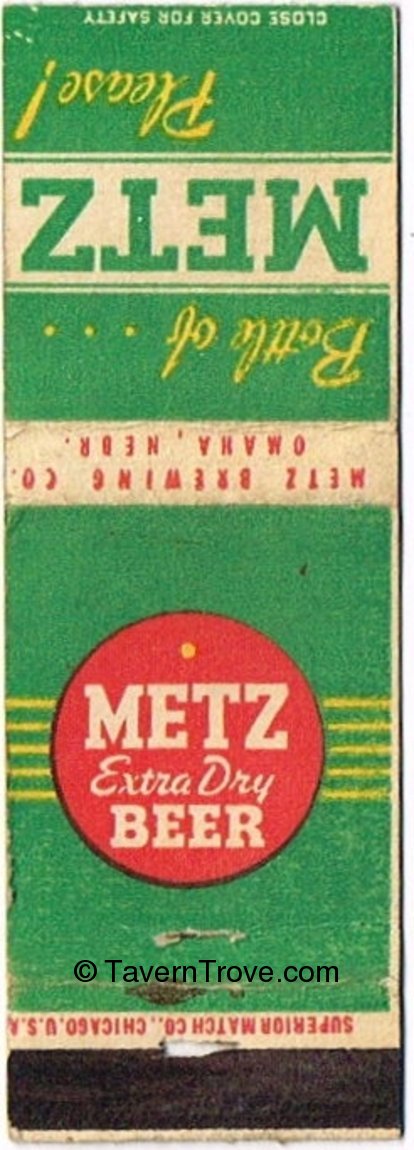 Bottle of . . . .
METZ
Please!
CLOSE COVER FOR SAFETY
METZ BREWING CO.
OMAHA, NEBR.
METZ
Extra Dry
BEER
© TavernTrove.com
SUPERIOR MATCH CO., CHICAGO, U.S.A